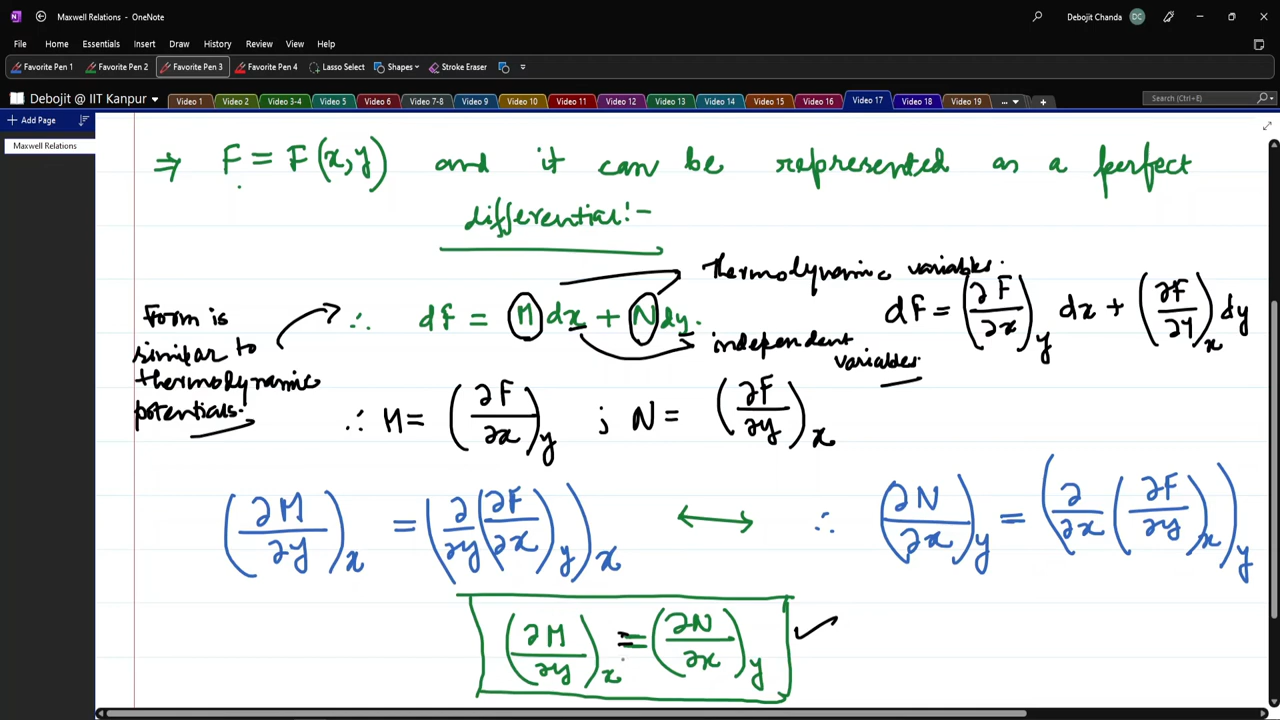 Maxwell Relations - OneNote
Debojit Chanda DC
File Home Essentials Insert Draw History Review View Help
Favorite Pen 1 Favorite Pen 2 Favorite Pen 3 Favorite Pen 4 Lasso Select Shapes Stroke Eraser
Debojit @ IIT Kanpur Video 1 Video 2 Video 3-4 Video 5 Video 6 Video 7-8 Video 9 Video 10 Video 11 Video 12 Video 13 Video 14 Video 15 Video 16 Video 17 Video 18 Video 19 ... + Search (Ctrl+E)
+ Add Page
Maxwell Relations
⇒ F = F(x,y) and it can be represented as a perfect
differential:-
thermodynamic variables.
Form is
similar to
thermodynamic
potentials.
∴ dF = M dx + N dy.
independent
variables.
dF = (∂F/∂x)_y dx + (∂F/∂y)_x dy
∴ M = (∂F/∂x)_y ; N = (∂F/∂y)_x
(∂M/∂y)_x = (∂/∂y (∂F/∂x)_y)_x ↔ ∴ (∂N/∂x)_y = (∂/∂x (∂F/∂y)_x)_y
(∂M/∂y)_x = (∂N/∂x)_y ✓